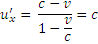 u'ₓ = (c − v) / (1 − v/c) = c